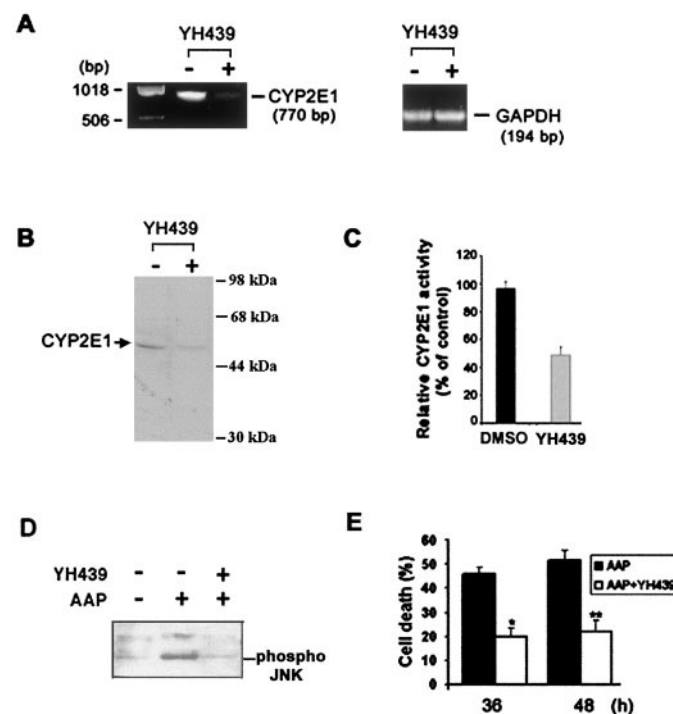 A
YH439
(bp)
- +
1018
506
CYP2E1
(770 bp)
YH439
- +
GAPDH
(194 bp)
B
YH439
- +
98 kDa
68 kDa
CYP2E1
44 kDa
30 kDa
C
Relative CYP2E1 activity
(% of control)
120
100
80
60
40
20
0
DMSO YH439
D
YH439 - - +
AAP - + +
phospho
JNK
E
Cell death (%)
60
50
40
30
20
10
0
* **
AAP
AAP+YH439
36 48 (h)